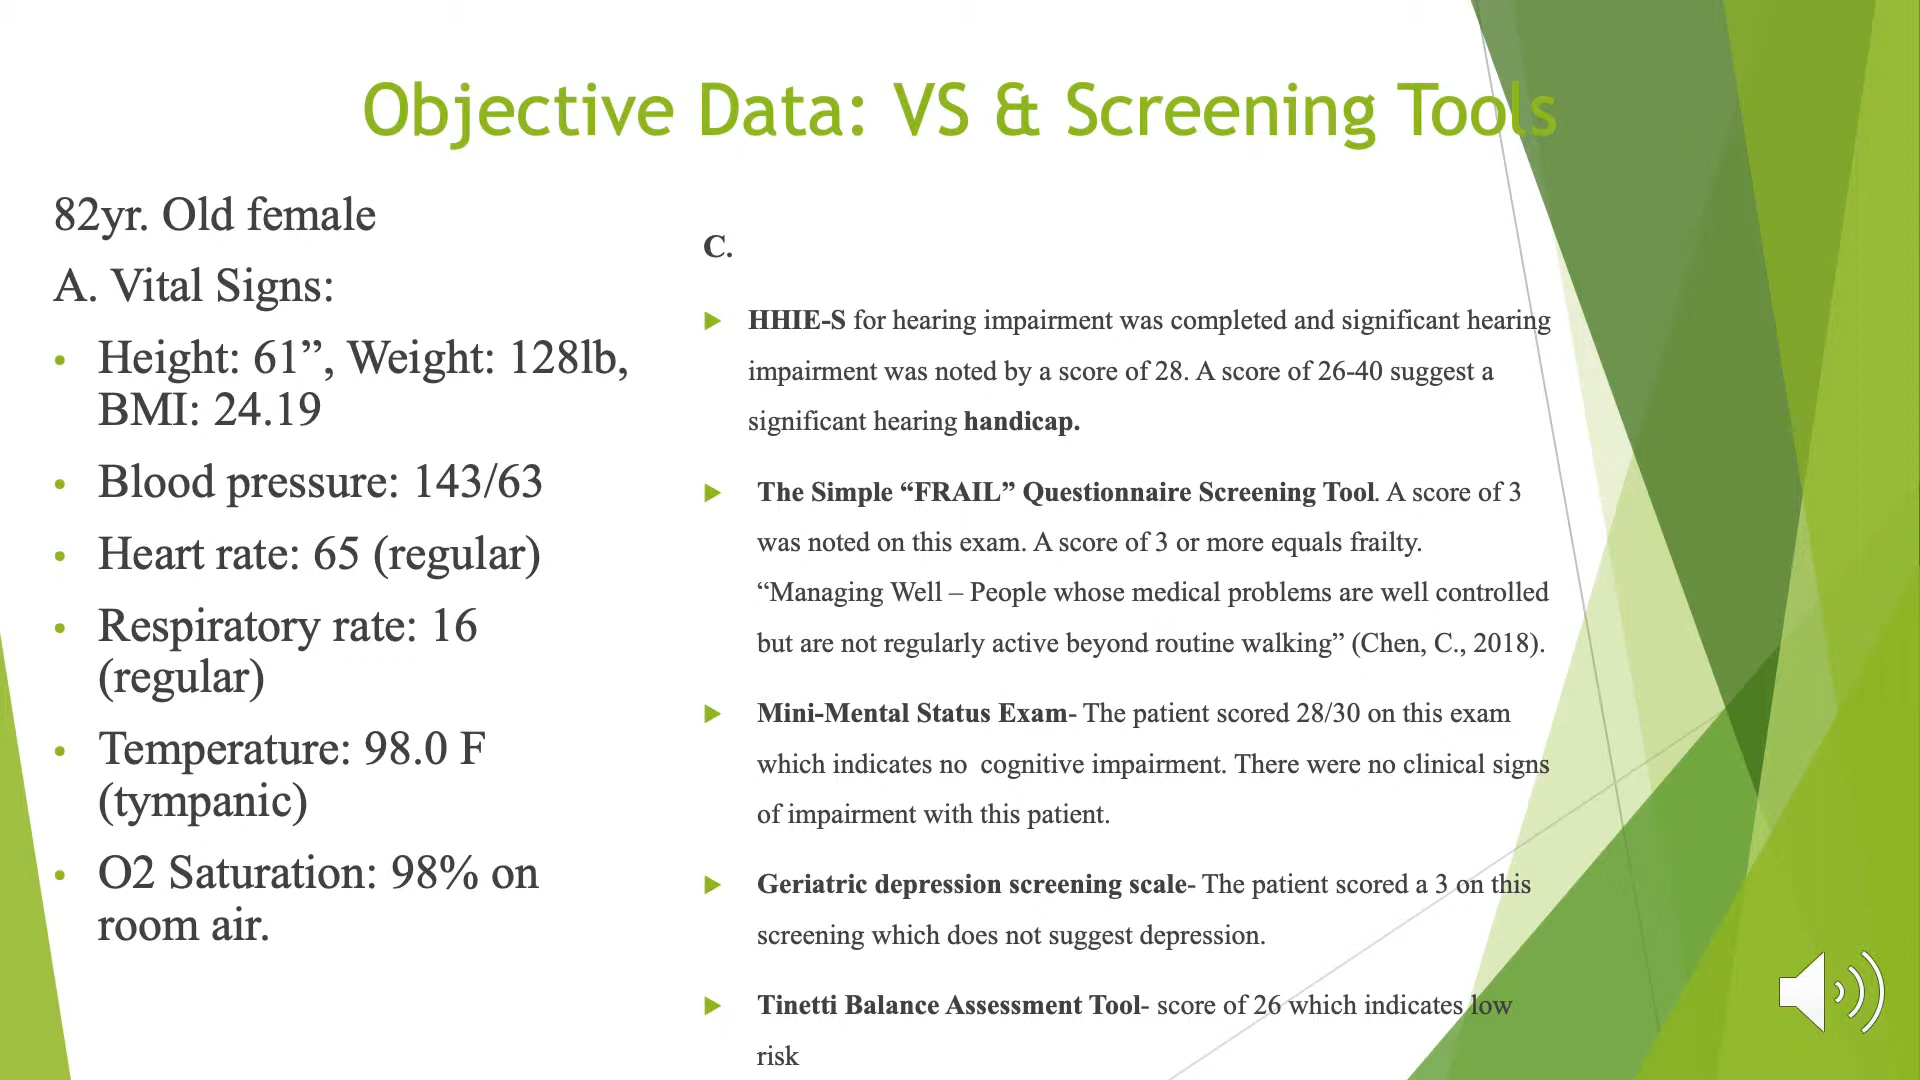 Objective Data: VS & Screening Tools
82yr. Old female
A. Vital Signs:
• Height: 61”, Weight: 128lb,
BMI: 24.19
• Blood pressure: 143/63
• Heart rate: 65 (regular)
• Respiratory rate: 16
(regular)
• Temperature: 98.0 F
(tympanic)
• O2 Saturation: 98% on
room air.
C.
HHIE-S for hearing impairment was completed and significant hearing
impairment was noted by a score of 28. A score of 26-40 suggest a
significant hearing handicap.
The Simple “FRAIL” Questionnaire Screening Tool. A score of 3
was noted on this exam. A score of 3 or more equals frailty.
“Managing Well – People whose medical problems are well controlled
but are not regularly active beyond routine walking” (Chen, C., 2018).
Mini-Mental Status Exam- The patient scored 28/30 on this exam
which indicates no cognitive impairment. There were no clinical signs
of impairment with this patient.
Geriatric depression screening scale- The patient scored a 3 on this
screening which does not suggest depression.
Tinetti Balance Assessment Tool- score of 26 which indicates low
risk